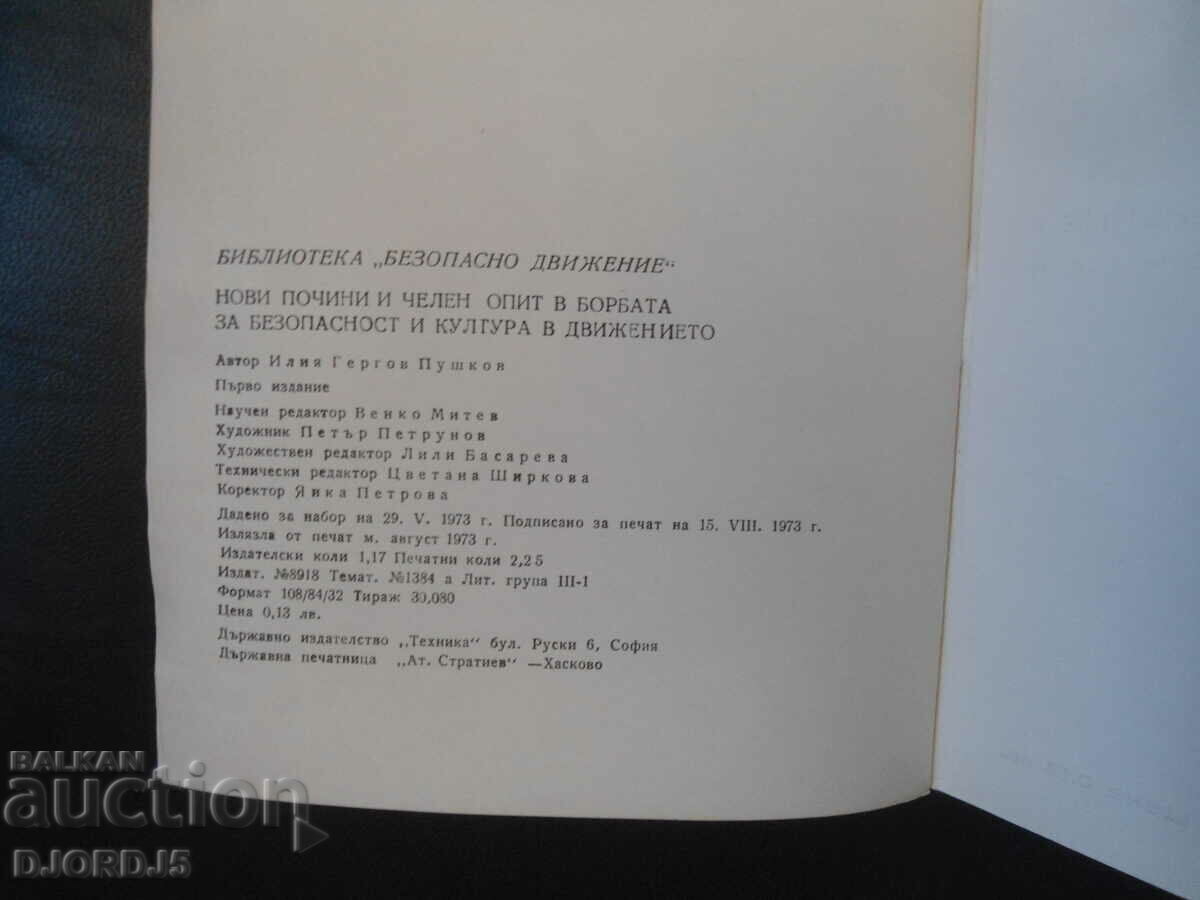 БИБЛИОТЕКА „БЕЗОПАСНО ДВИЖЕНИЕ“
НОВИ ПОЧИНИ И ЧЕЛЕН ОПИТ В БОРБАТА
ЗА БЕЗОПАСНОСТ И КУЛТУРА В ДВИЖЕНИЕТО
Автор Илия Гергов Пушков
Първо издание
Научен редактор Венко Митев
Художник Петър Петрунов
Художествен редактор Лили Басарева
Технически редактор Цветана Ширкова
Коректор Янка Петрова
Дадено за набор на 29. V. 1973 г. Подписано за печат на 15. VIII. 1973 г.
Излязла от печат м. август 1973 г.
Издателски коли 1,17 Печатни коли 2,25
Издат. №8918 Темат. №1384 а Лит. група III-1
Формат 108/84/32 Тираж 30,080
Цена 0,13 лв.
Държавно издателство „Техника“ бул. Руски 6, София
Държавна печатница „Ат. Стратиев“ —Хасково
BALKAN
auction
DJORDJ5